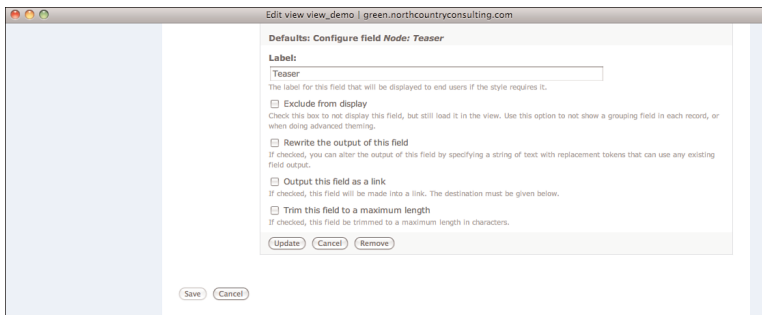 Edit view view_demo | green.northcountryconsulting.com
Defaults: Configure field Node: Teaser
Label:
Teaser
The label for this field that will be displayed to end users if the style requires it.
Exclude from display
Check this box to not display this field, but still load it in the view. Use this option to not show a grouping field in each record, or
when doing advanced theming.
Rewrite the output of this field
If checked, you can alter the output of this field by specifying a string of text with replacement tokens that can use any existing
field output.
Output this field as a link
If checked, this field will be made into a link. The destination must be given below.
Trim this field to a maximum length
If checked, this field be trimmed to a maximum length in characters.
Update Cancel Remove
Save Cancel